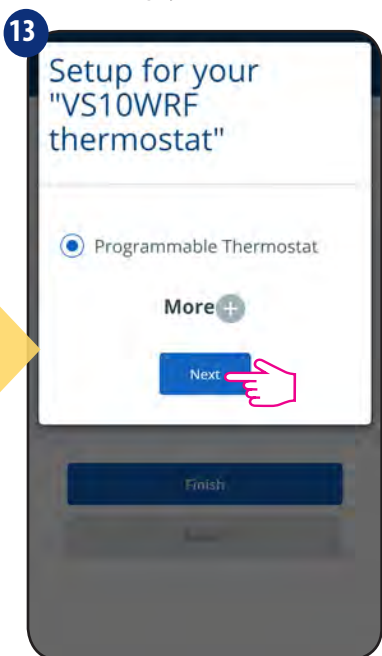 13
Setup for your
"VS10WRF
thermostat"
Programmable Thermostat
More +
Next
Finish